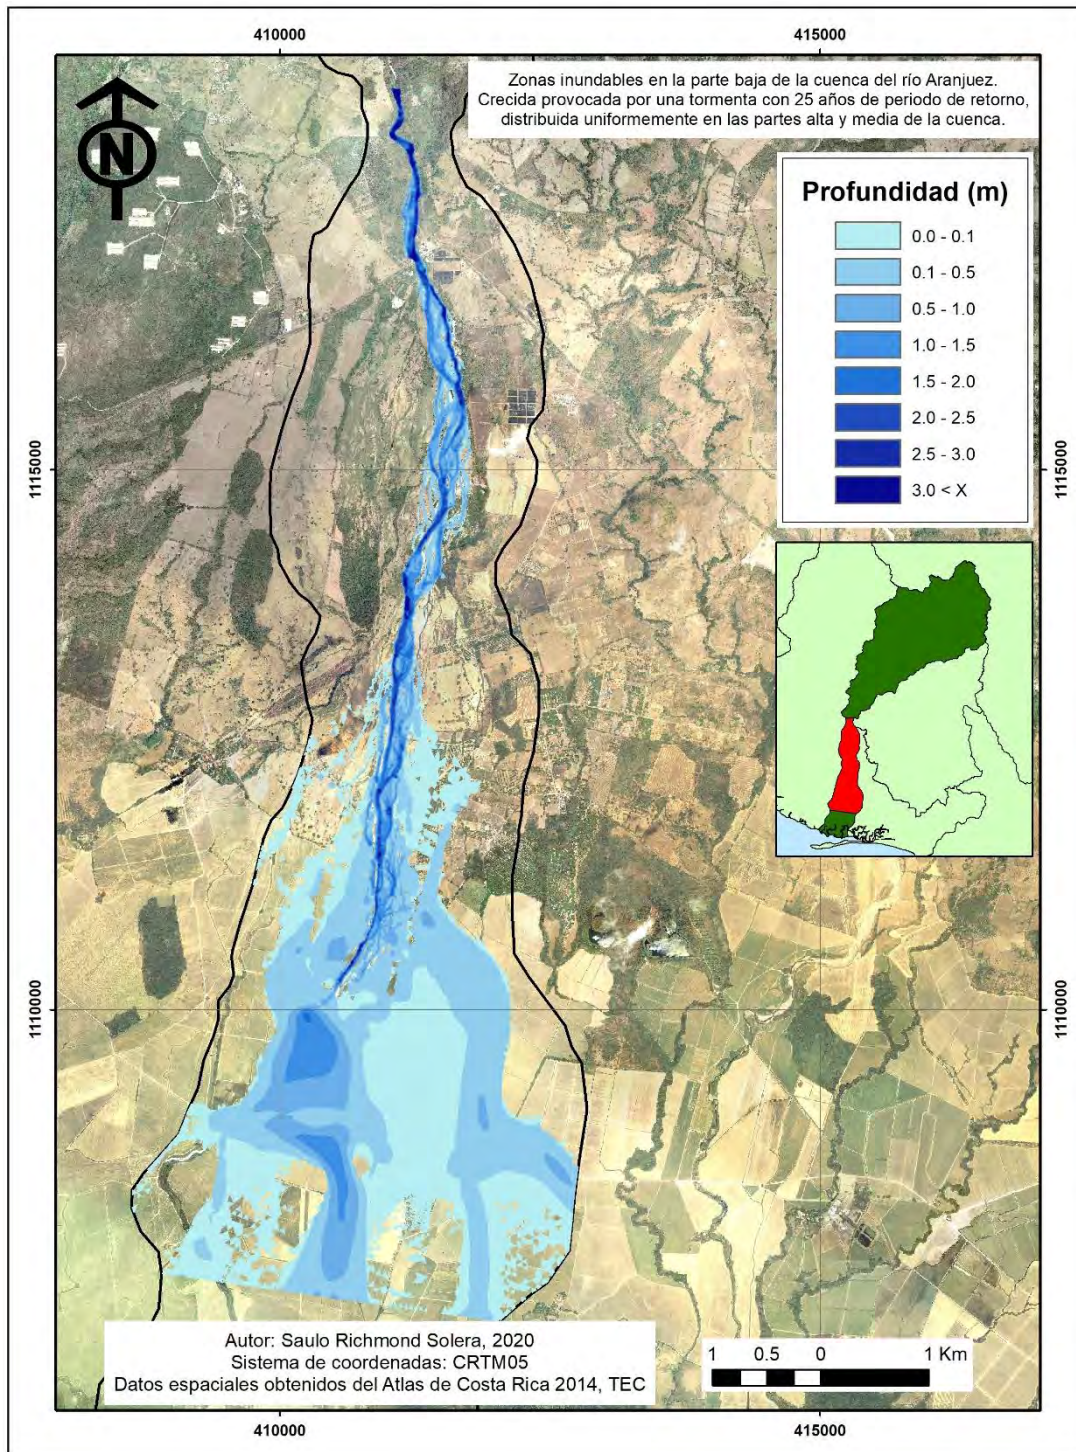 410000
415000
Zonas inundables en la parte baja de la cuenca del río Aranjuez.
Crecida provocada por una tormenta con 25 años de periodo de retorno,
distribuida uniformemente en las partes alta y media de la cuenca.
N
Profundidad (m)
0.0 - 0.1
0.1 - 0.5
0.5 - 1.0
1.0 - 1.5
1.5 - 2.0
2.0 - 2.5
2.5 - 3.0
3.0 < X
1115000
1115000
1110000
1110000
Autor: Saulo Richmond Solera, 2020
Sistema de coordenadas: CRTM05
Datos espaciales obtenidos del Atlas de Costa Rica 2014, TEC
1 0.5 0 1 Km
410000
415000